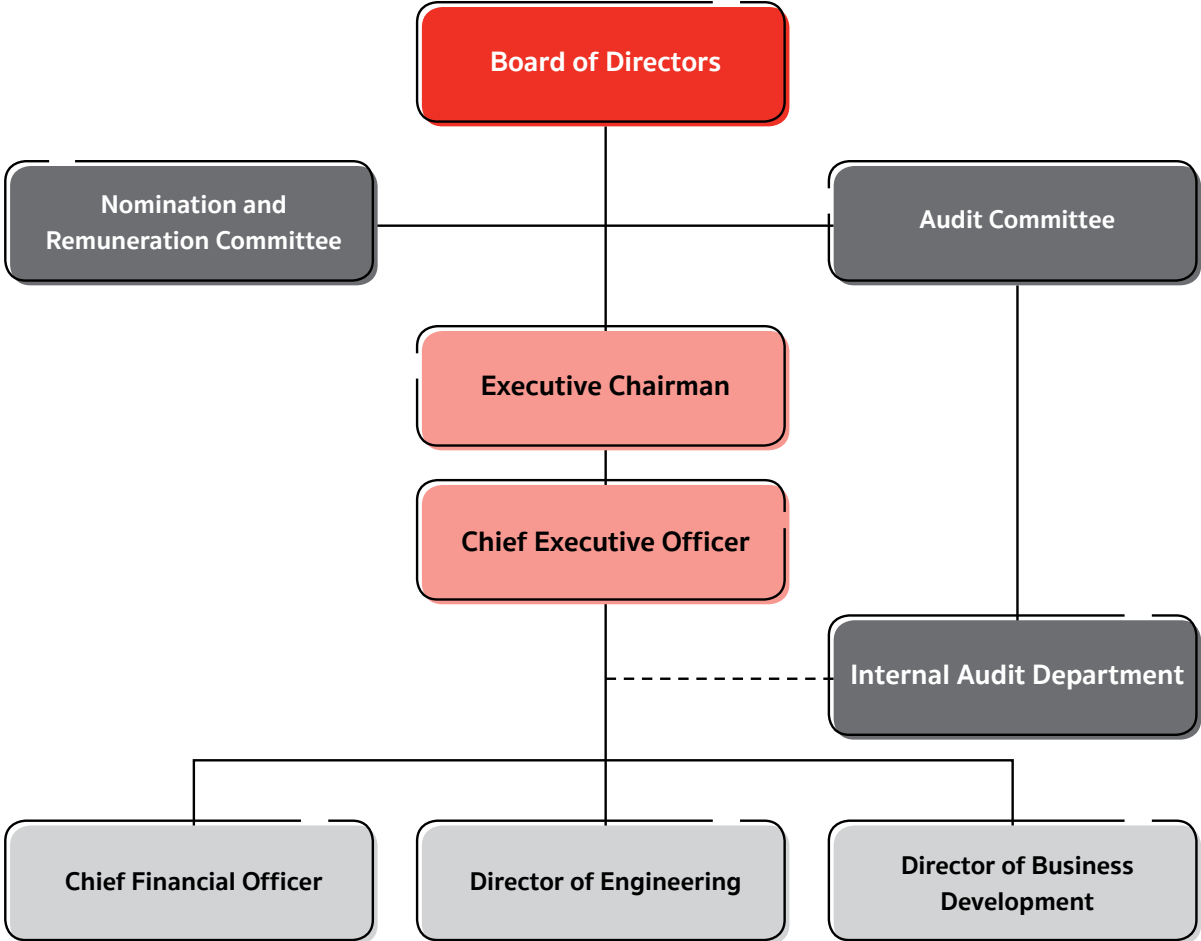 Board of Directors
Nomination and
Remuneration Committee
Audit Committee
Executive Chairman
Chief Executive Officer
Internal Audit Department
Chief Financial Officer
Director of Engineering
Director of Business
Development